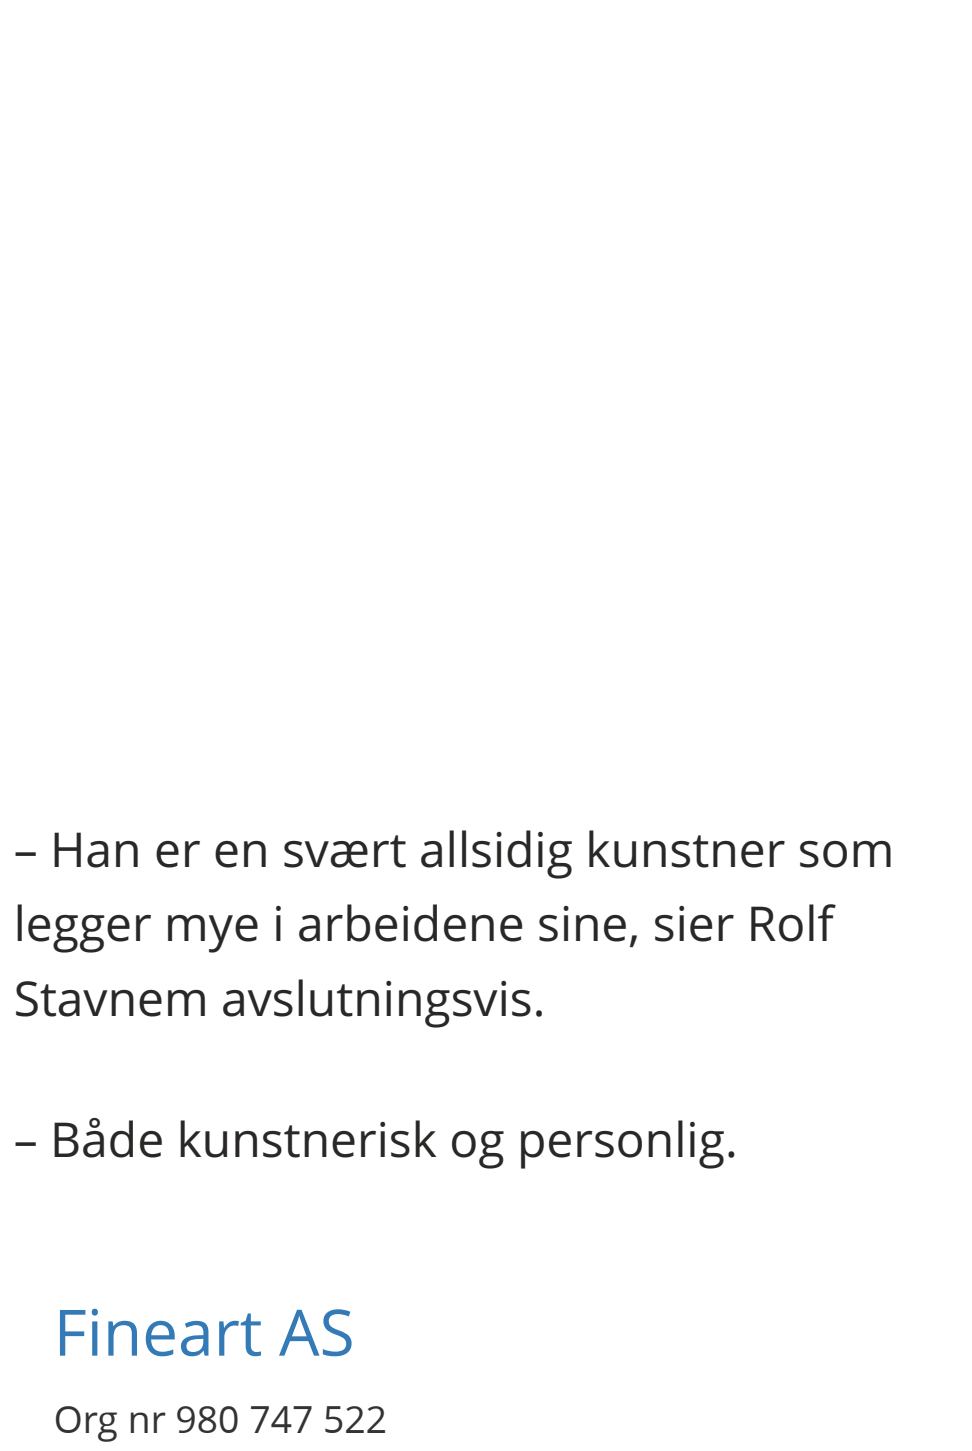 – Han er en svært allsidig kunstner som
legger mye i arbeidene sine, sier Rolf
Stavnem avslutningsvis.
– Både kunstnerisk og personlig.
Fineart AS
Org nr 980 747 522